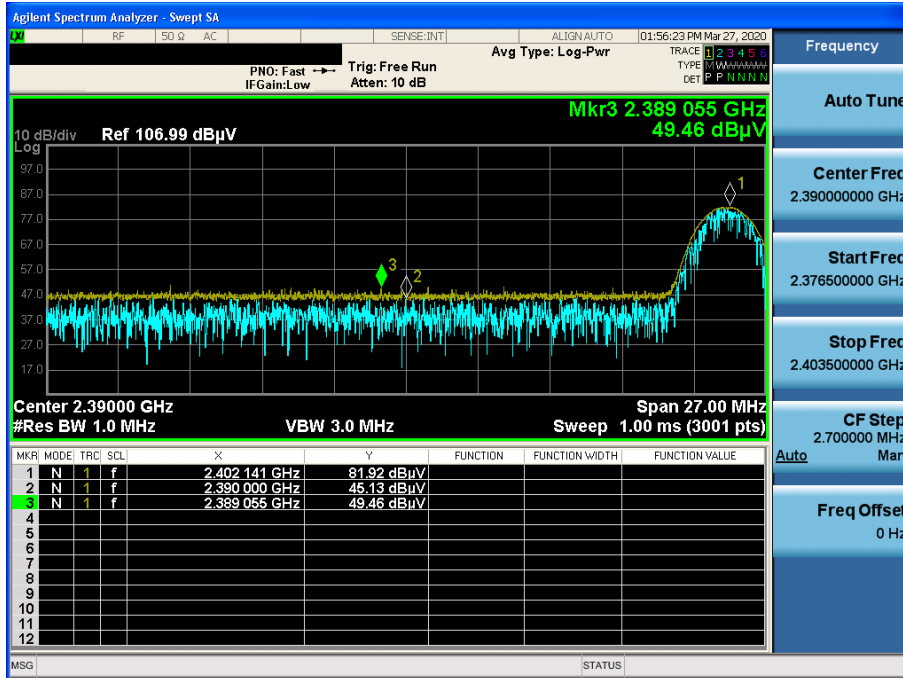 Agilent Spectrum Analyzer - Swept SA
LXI RF 50 Ω AC SENSE:INT ALIGN AUTO 01:56:23 PM Mar 27, 2020
Avg Type: Log-Pwr TRACE 1 2 3 4 5 6
PNO: Fast Trig: Free Run TYPE M WWWWW
IFGain:Low Atten: 10 dB DET P P N N N N
Mkr3 2.389 055 GHz
49.46 dBµV
10 dB/div Ref 106.99 dBµV
Log
97.0
87.0
77.0
67.0
57.0
47.0
37.0
27.0
17.0
1
3
2
Center 2.39000 GHz Span 27.00 MHz
#Res BW 1.0 MHz VBW 3.0 MHz Sweep 1.00 ms (3001 pts)
MKR MODE TRC SCL X Y FUNCTION FUNCTION WIDTH FUNCTION VALUE
1 N 1 f 2.402 141 GHz 81.92 dBµV
2 N 1 f 2.390 000 GHz 45.13 dBµV
3 N 1 f 2.389 055 GHz 49.46 dBµV
4
5
6
7
8
9
10
11
12
MSG STATUS
Frequency
Auto Tune
Center Freq
2.390000000 GHz
Start Freq
2.376500000 GHz
Stop Freq
2.403500000 GHz
CF Step
2.700000 MHz
Auto Man
Freq Offset
0 Hz